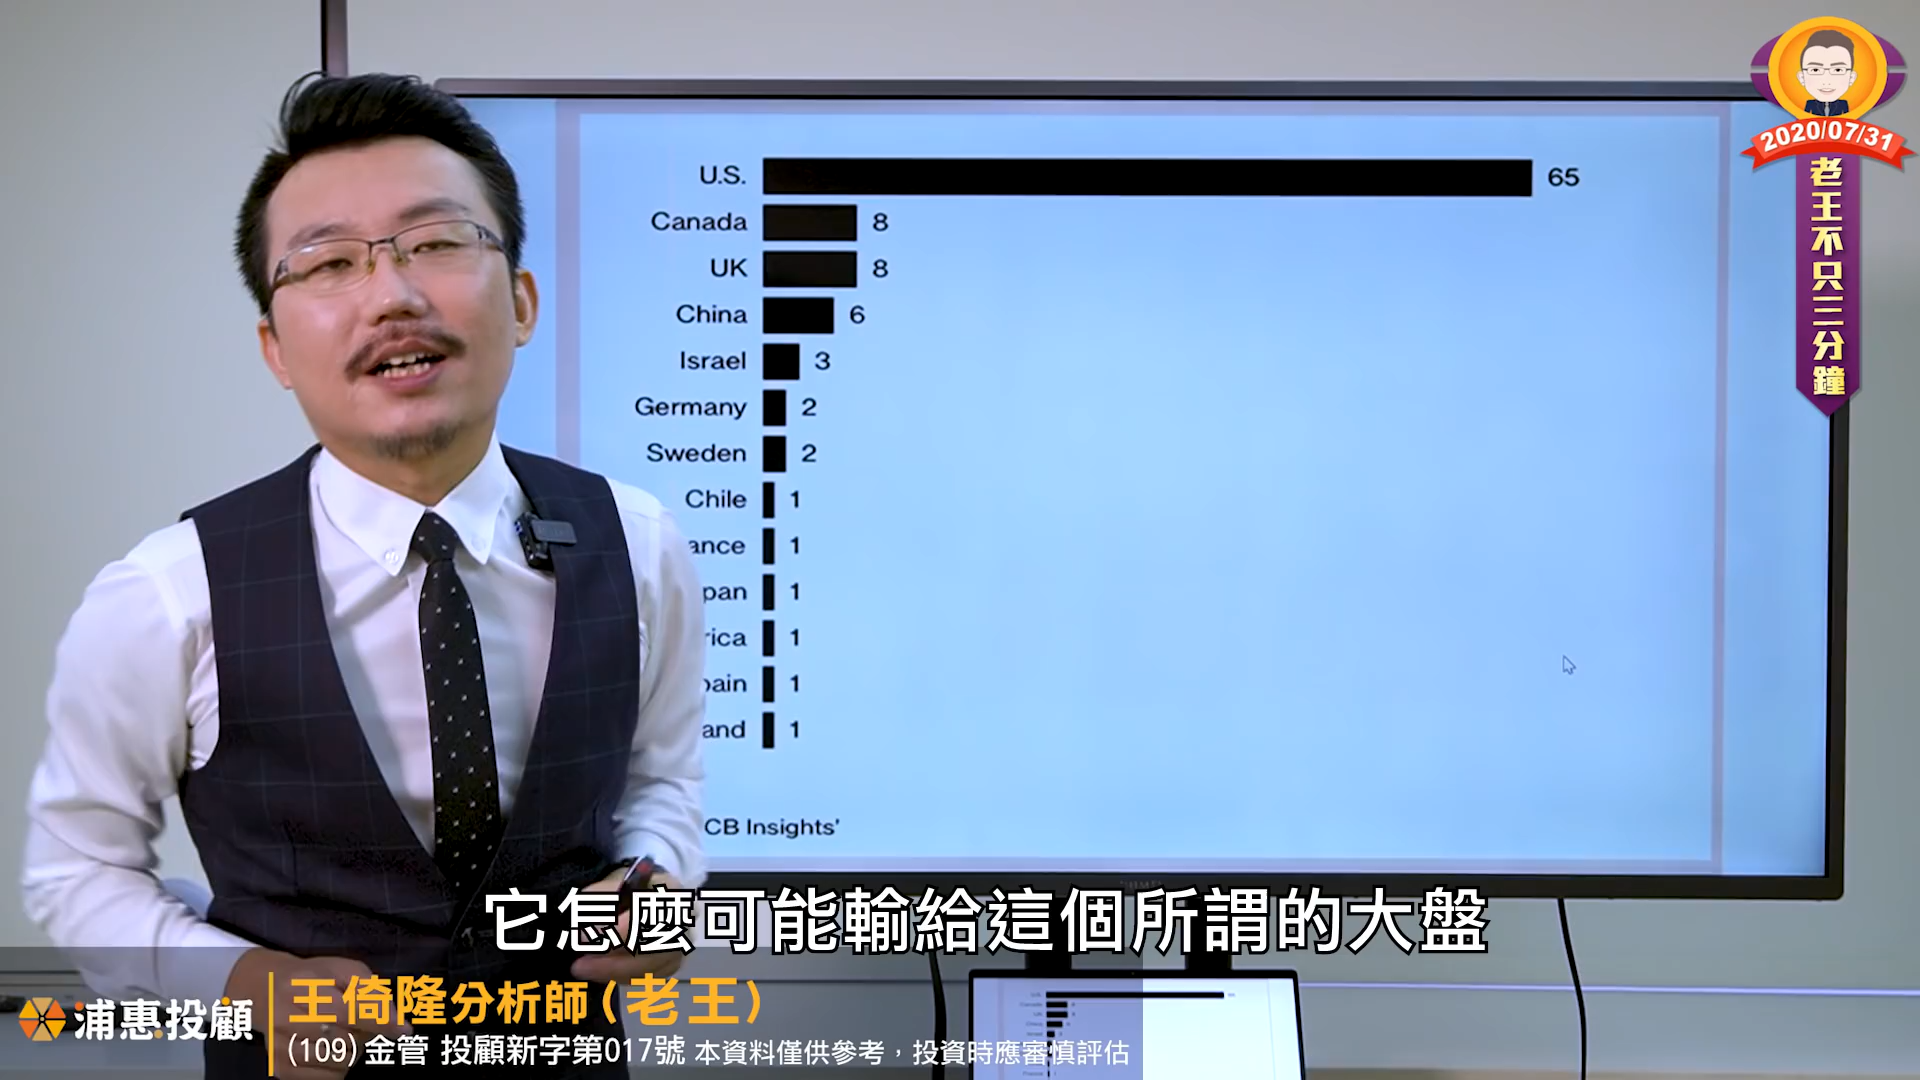 2020/07/31
老王不只三分鐘
U.S. 65
Canada 8
UK 8
China 6
Israel 3
Germany 2
Sweden 2
Chile 1
ance 1
pan 1
rica 1
pain 1
and 1
CB Insights'
它怎麼可能輸給這個所謂的大盤
浦惠投顧
王倚隆分析師(老王)
(109)金管 投顧新字第017號 本資料僅供參考,投資時應審慎評估